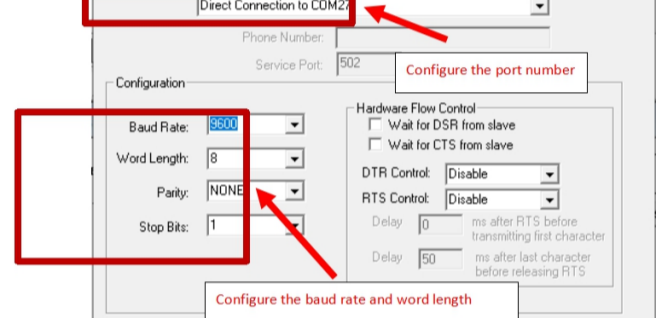 Direct Connection to COM27
Phone Number:
Service Port: 502
Configure the port number
Configuration
Baud Rate: 9600
Word Length: 8
Parity: NONE
Stop Bits: 1
Hardware Flow Control
Wait for DSR from slave
Wait for CTS from slave
DTR Control: Disable
RTS Control: Disable
Delay 0 ms after RTS before
transmitting first character
Delay 50 ms after last character
before releasing RTS
Configure the baud rate and word length